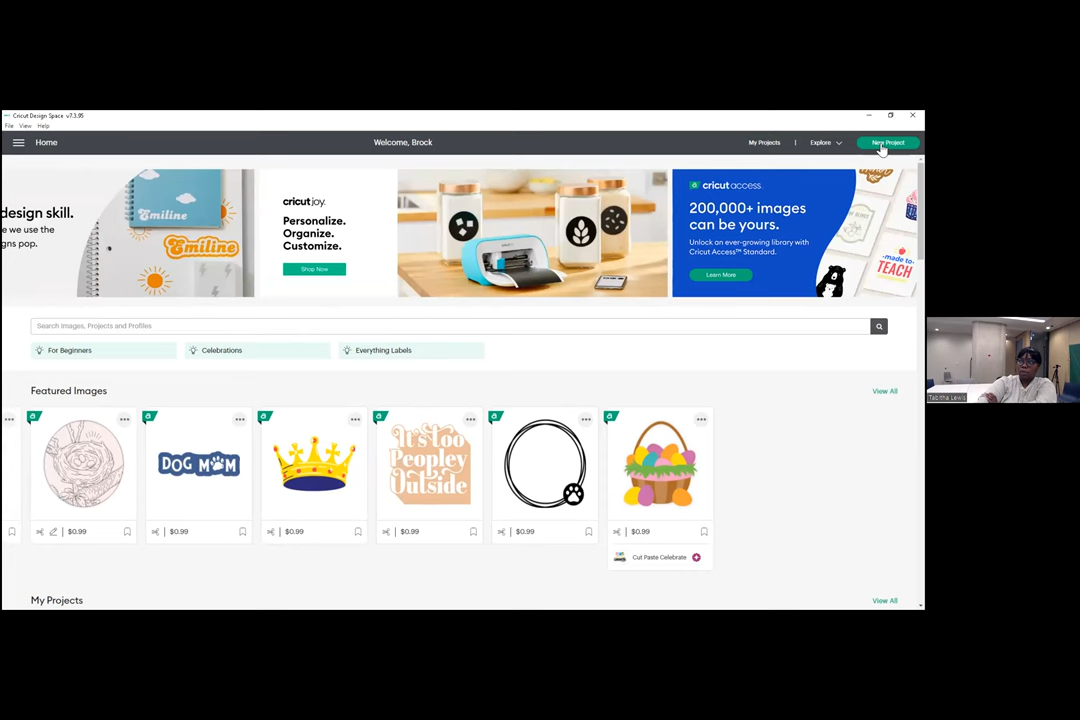 Cricut Design Space v7.3.95
File View Help
Home
Welcome, Brock
My Projects
Explore
New Project
design skill.
e we use the
gns pop.
Emiline
Emiline
cricut joy.
Personalize.
Organize.
Customize.
Shop Now
cricut access
200,000+ images
can be yours.
Unlock an ever-growing library with
Cricut Access™ Standard.
Learn More
made to
TEACH
Search Images, Projects and Profiles
For Beginners
Celebrations
Everything Labels
Featured Images
View All
DOG MOM
It's too
Peopley
Outside
$0.99
$0.99
$0.99
$0.99
$0.99
$0.99
Cut Paste Celebrate
My Projects
View All
Tabitha Lewis